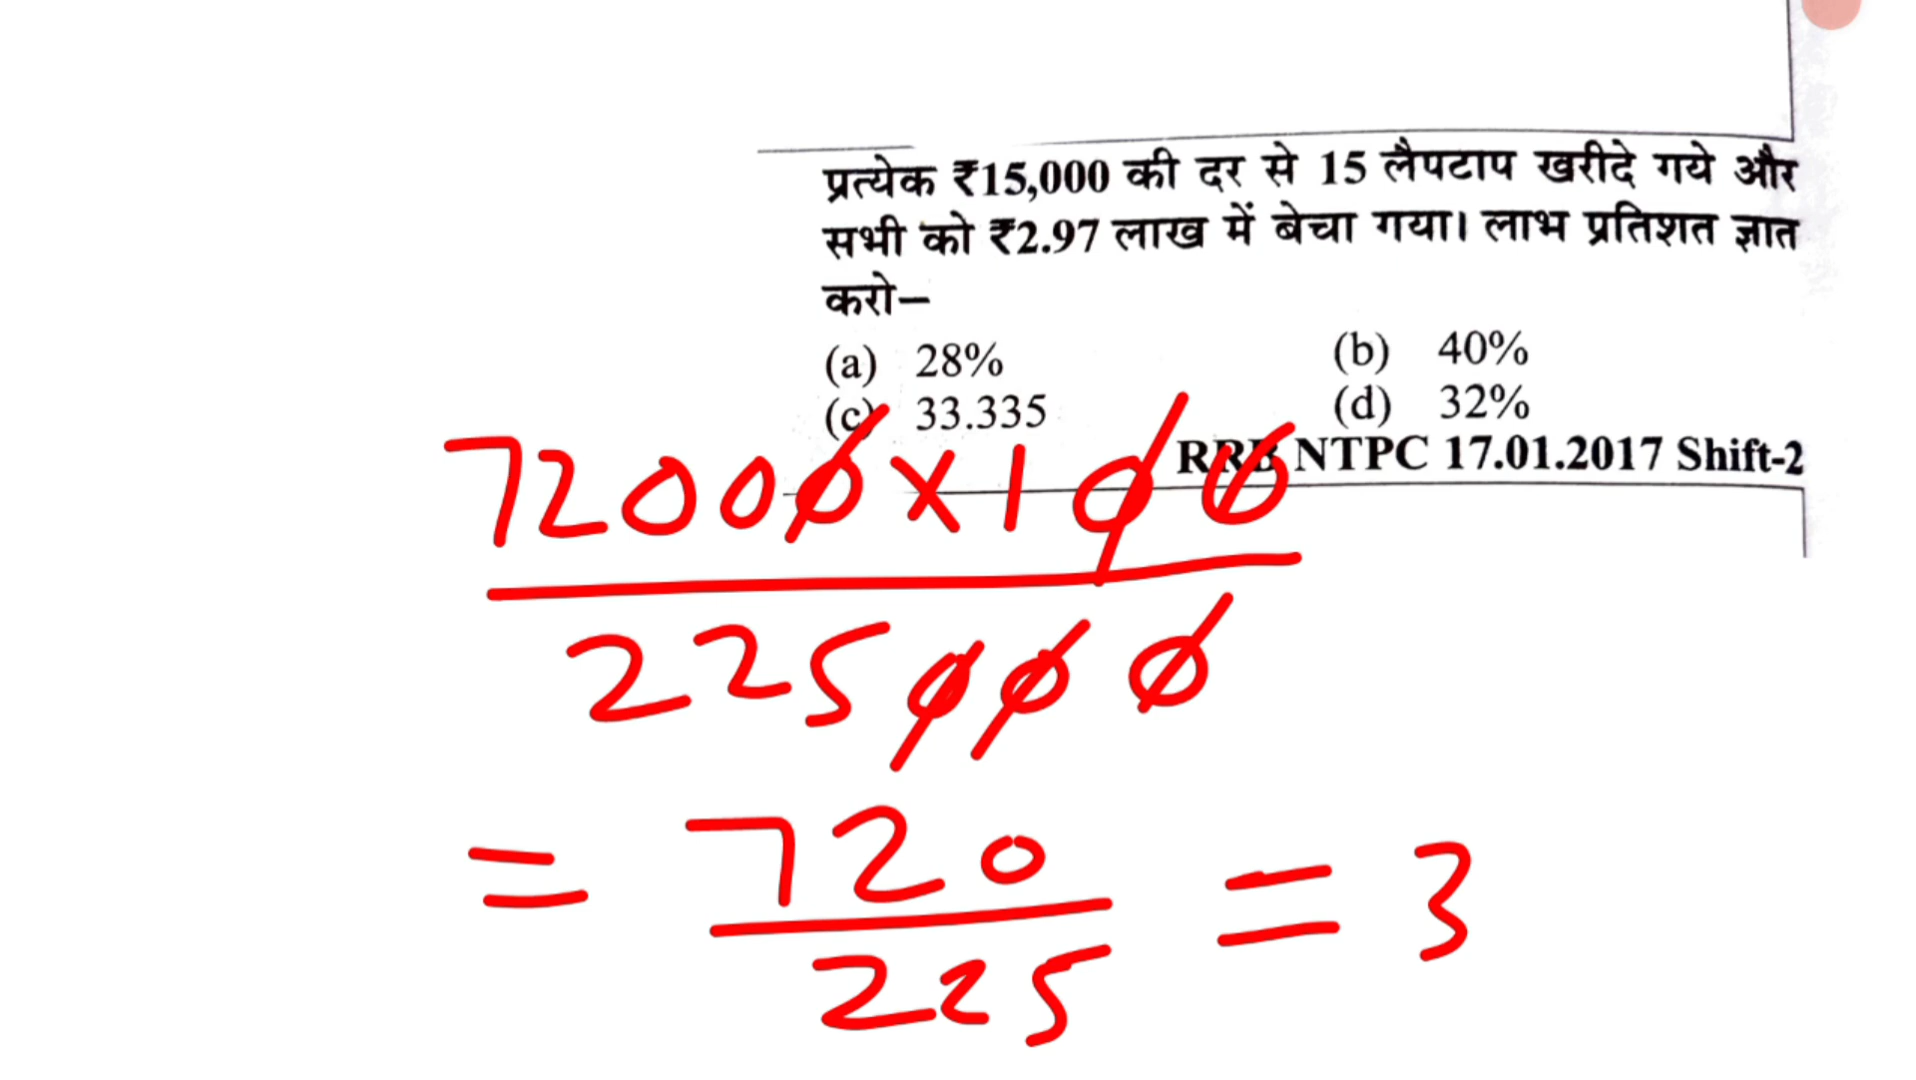 प्रत्येक ₹15,000 की दर से 15 लैपटाप खरीदे गये और
सभी को ₹2.97 लाख में बेचा गया। लाभ प्रतिशत ज्ञात
करो–
(a) 28% (b) 40%
(c) 33.335 (d) 32%
RRB NTPC 17.01.2017 Shift-2
72000×100
225000
= 720 = 3
225